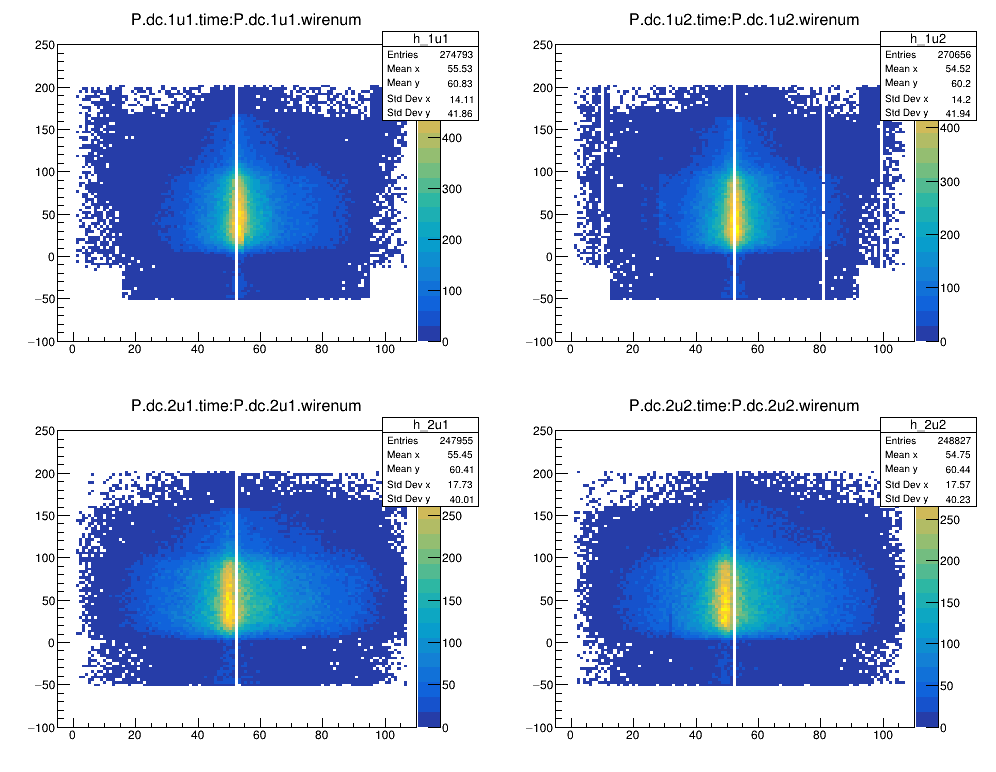 P.dc.1u1.time:P.dc.1u1.wirenum
h_1u1
Entries 274793
Mean x 55.53
Mean y 60.83
Std Dev x 14.11
Std Dev y 41.86
250
200
150
100
50
0
−50
−100
0 20 40 60 80 100
400
300
200
100
0
P.dc.1u2.time:P.dc.1u2.wirenum
h_1u2
Entries 270656
Mean x 54.52
Mean y 60.2
Std Dev x 14.2
Std Dev y 41.94
250
200
150
100
50
0
−50
−100
0 20 40 60 80 100
400
300
200
100
0
P.dc.2u1.time:P.dc.2u1.wirenum
h_2u1
Entries 247955
Mean x 55.45
Mean y 60.41
Std Dev x 17.73
Std Dev y 40.01
250
200
150
100
50
0
−50
−100
0 20 40 60 80 100
250
200
150
100
50
0
P.dc.2u2.time:P.dc.2u2.wirenum
h_2u2
Entries 248827
Mean x 54.75
Mean y 60.44
Std Dev x 17.57
Std Dev y 40.23
250
200
150
100
50
0
−50
−100
0 20 40 60 80 100
250
200
150
100
50
0